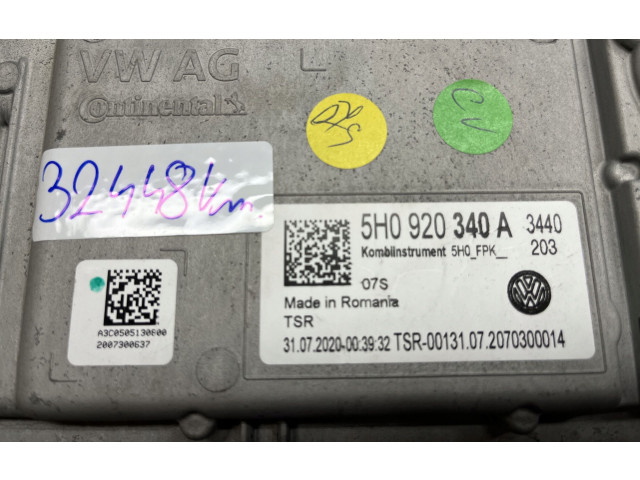 VW AG
Continental
32448km.
5H0 920 340 A 3440
Kombiinstrument 5H0_FPK__ 203
07S
Made in Romania
TSR
31.07.2020-00:39:32 TSR-00131.07.2070300014
A3C0505130800
2007300637